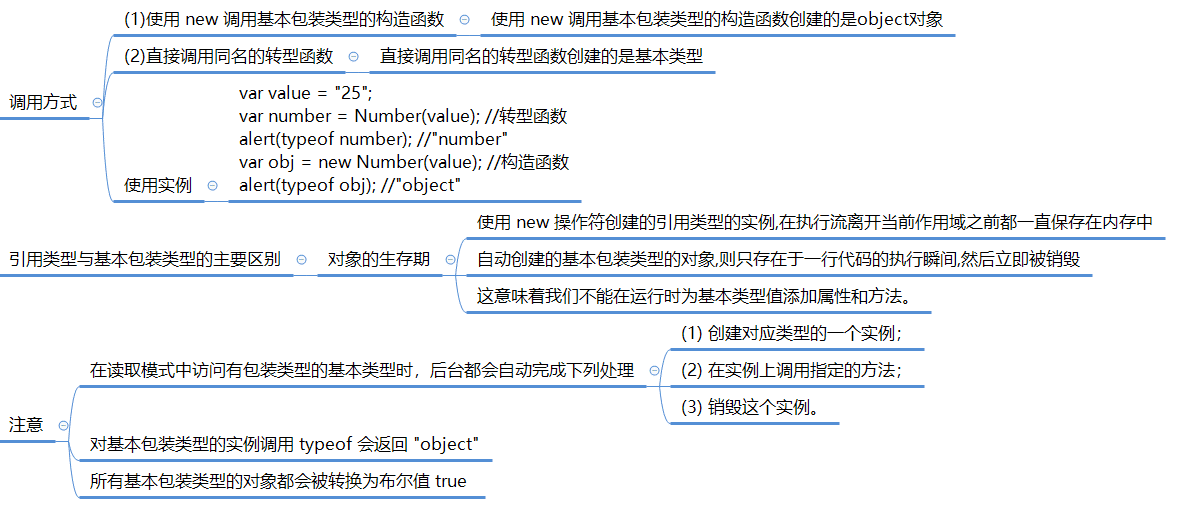 (1)使用 new 调用基本包装类型的构造函数
使用 new 调用基本包装类型的构造函数创建的是object对象
(2)直接调用同名的转型函数
直接调用同名的转型函数创建的是基本类型
调用方式
使用实例
var value = "25";
var number = Number(value); //转型函数
alert(typeof number); //"number"
var obj = new Number(value); //构造函数
alert(typeof obj); //"object"
引用类型与基本包装类型的主要区别
对象的生存期
使用 new 操作符创建的引用类型的实例,在执行流离开当前作用域之前都一直保存在内存中
自动创建的基本包装类型的对象,则只存在于一行代码的执行瞬间,然后立即被销毁
这意味着我们不能在运行时为基本类型值添加属性和方法。
注意
在读取模式中访问有包装类型的基本类型时，后台都会自动完成下列处理
(1) 创建对应类型的一个实例；
(2) 在实例上调用指定的方法；
(3) 销毁这个实例。
对基本包装类型的实例调用 typeof 会返回 "object"
所有基本包装类型的对象都会被转换为布尔值 true